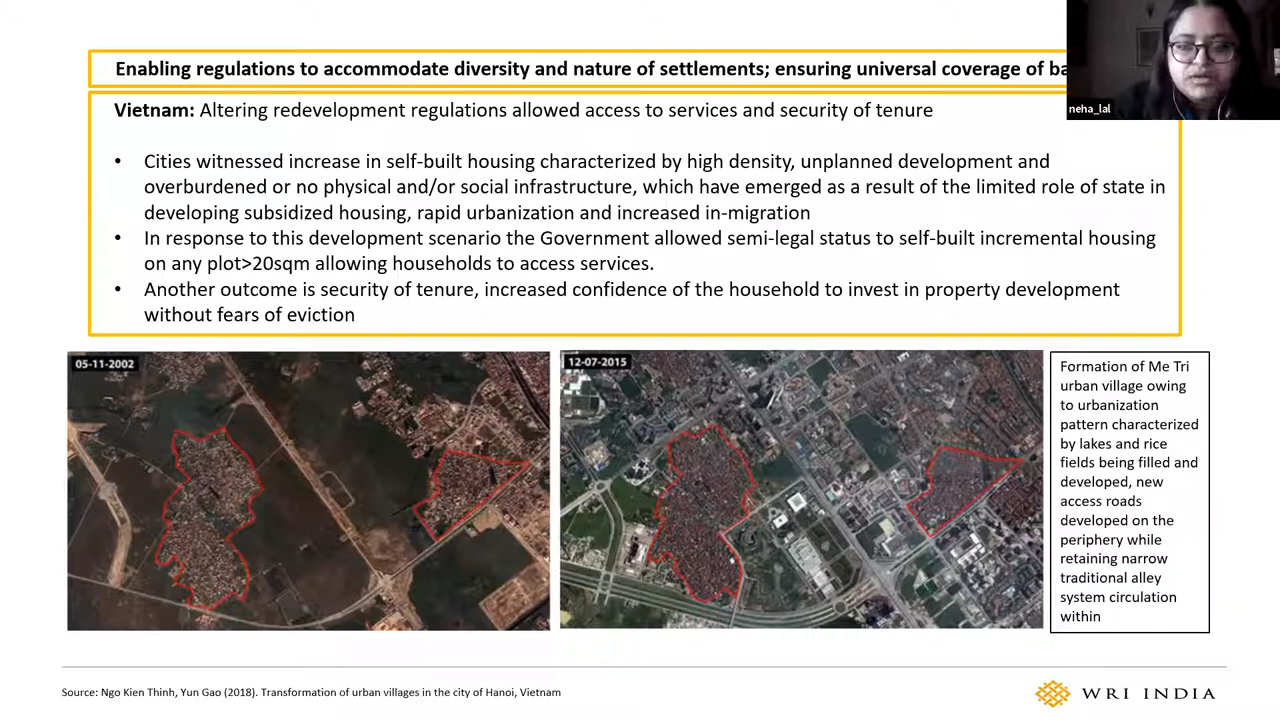 Enabling regulations to accommodate diversity and nature of settlements; ensuring universal coverage of
neha_lal
Vietnam: Altering redevelopment regulations allowed access to services and security of tenure
• Cities witnessed increase in self-built housing characterized by high density, unplanned development and
overburdened or no physical and/or social infrastructure, which have emerged as a result of the limited role of state in
developing subsidized housing, rapid urbanization and increased in-migration
• In response to this development scenario the Government allowed semi-legal status to self-built incremental housing
on any plot>20sqm allowing households to access services.
• Another outcome is security of tenure, increased confidence of the household to invest in property development
without fears of eviction
05-11-2002
12-07-2015
Formation of Me Tri
urban village owing
to urbanization
pattern characterized
by lakes and rice
fields being filled and
developed, new
access roads
developed on the
periphery while
retaining narrow
traditional alley
system circulation
within
Source: Ngo Kien Thinh, Yun Gao (2018). Transformation of urban villages in the city of Hanoi, Vietnam
WRI INDIA